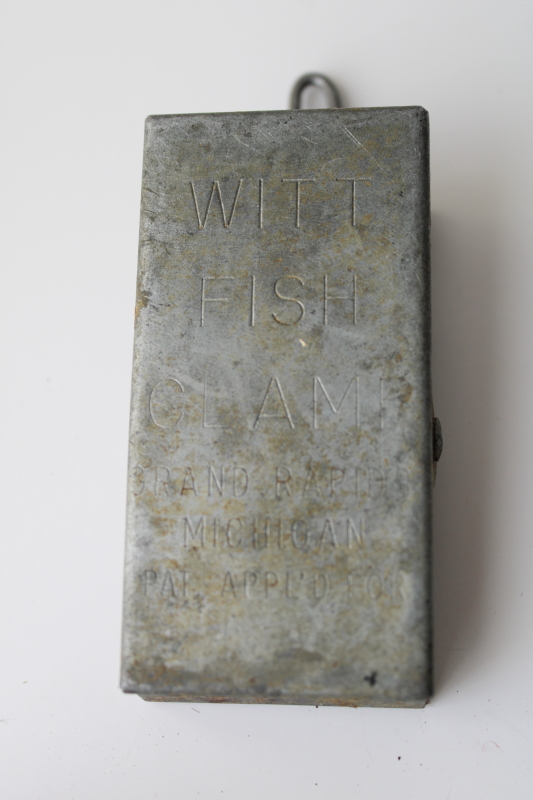 WITT
FISH
CLAMP
GRAND RAPIDS
MICHIGAN
PAT. APPL'D FOR